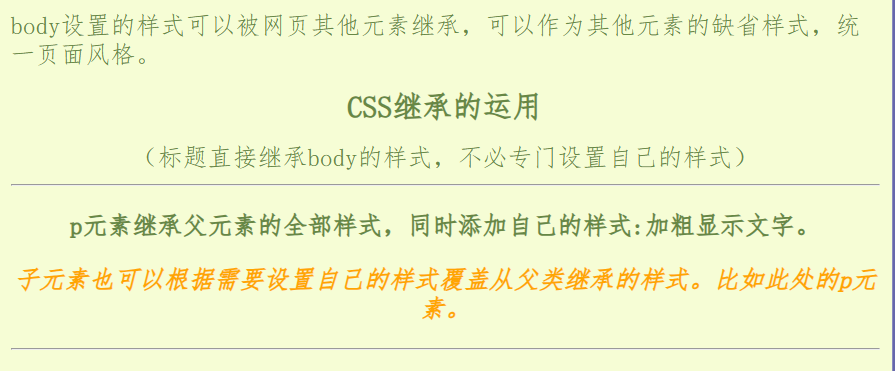 body设置的样式可以被网页其他元素继承，可以作为其他元素的缺省样式，统
一页面风格。
CSS继承的运用
（标题直接继承body的样式，不必专门设置自己的样式）
p元素继承父元素的全部样式，同时添加自己的样式:加粗显示文字。
子元素也可以根据需要设置自己的样式覆盖从父类继承的样式。比如此处的p元
素。